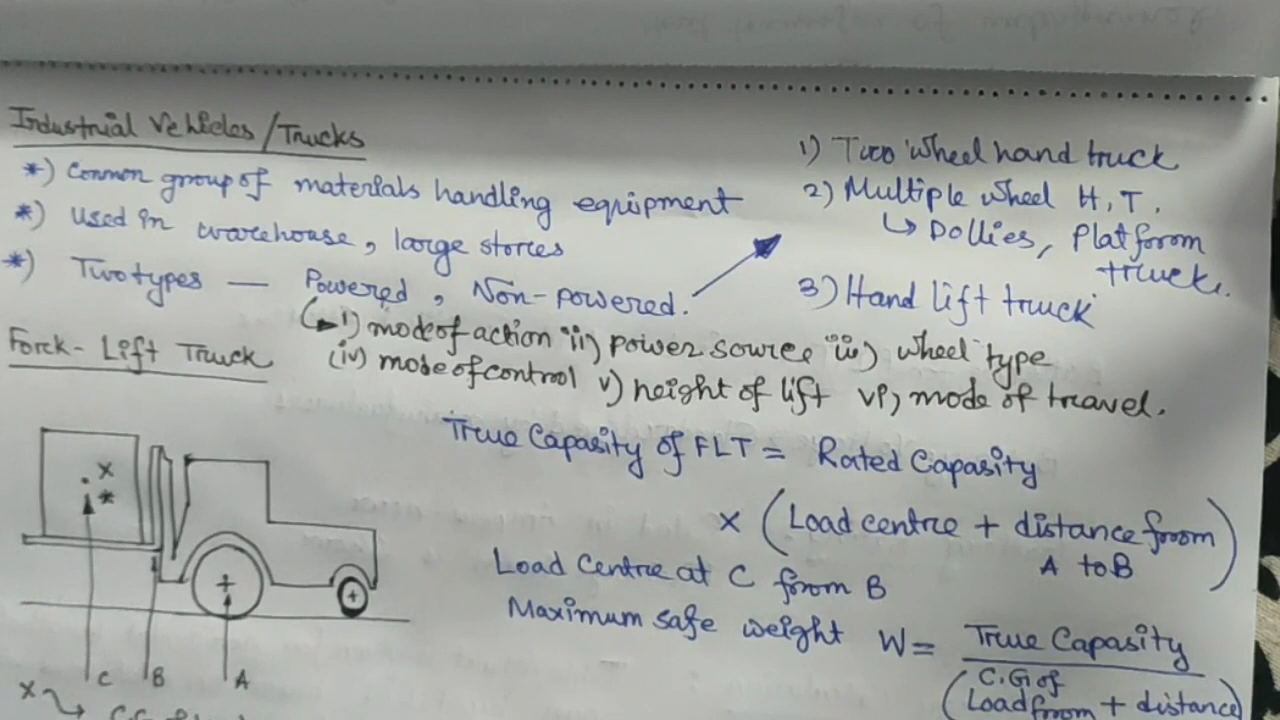 Industrial Vehicles/Trucks
*) Common group of materials handling equipment
*) Used in warehouse, large stores
*) Two types — Powered, Non-powered.
1) Two wheel hand truck
2) Multiple wheel H.T.
↳ Dollies, Platform
truck.
3) Hand lift truck
i) mode of action ii) power source iii) wheel type
(iv) mode of control v) height of lift vi) mode of travel.
Fork-Lift Truck
True Capasity of FLT = Rated Capasity
x (Load centre + distance from A to B)
Load Centre at C from B
Maximum safe weight W = True Capasity
(C.G of Load from + distance)
x
*
C B A
x